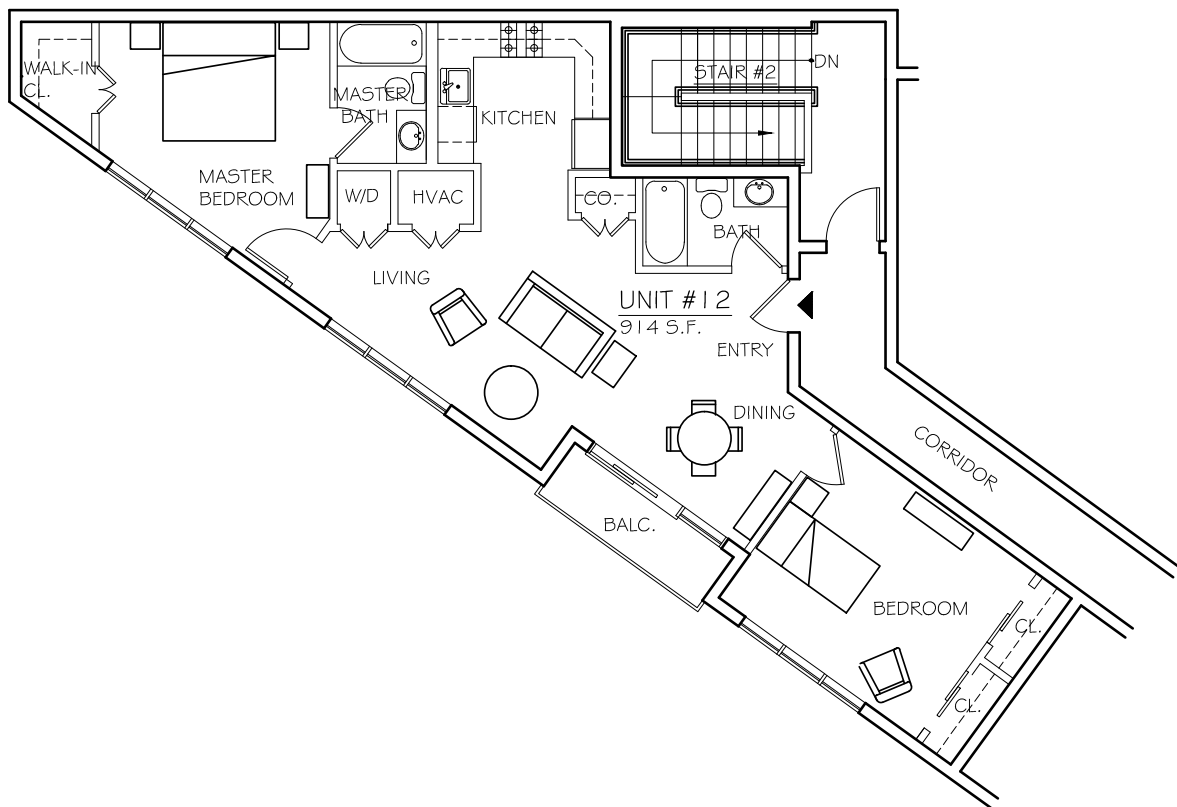 WALK-IN
CL.
MASTER
BATH
KITCHEN
STAIR #2
DN
MASTER
BEDROOM
W/D
HVAC
CO.
BATH
LIVING
UNIT #12
914 S.F.
ENTRY
DINING
CORRIDOR
BALC.
BEDROOM
CL.
CL.